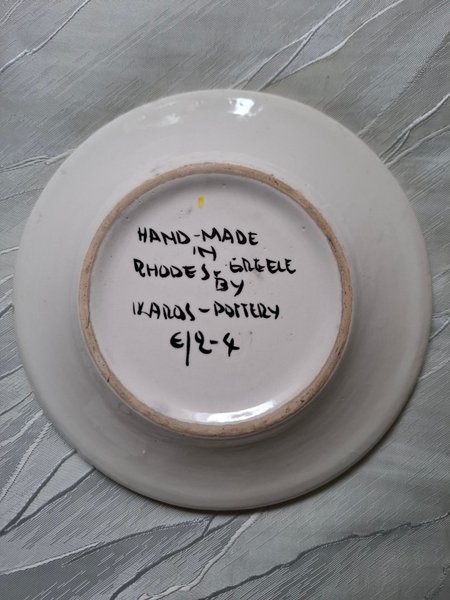 HAND-MADE
IN
RHODES-GREECE
BY
IKAROS-POTTERY
E/2-4